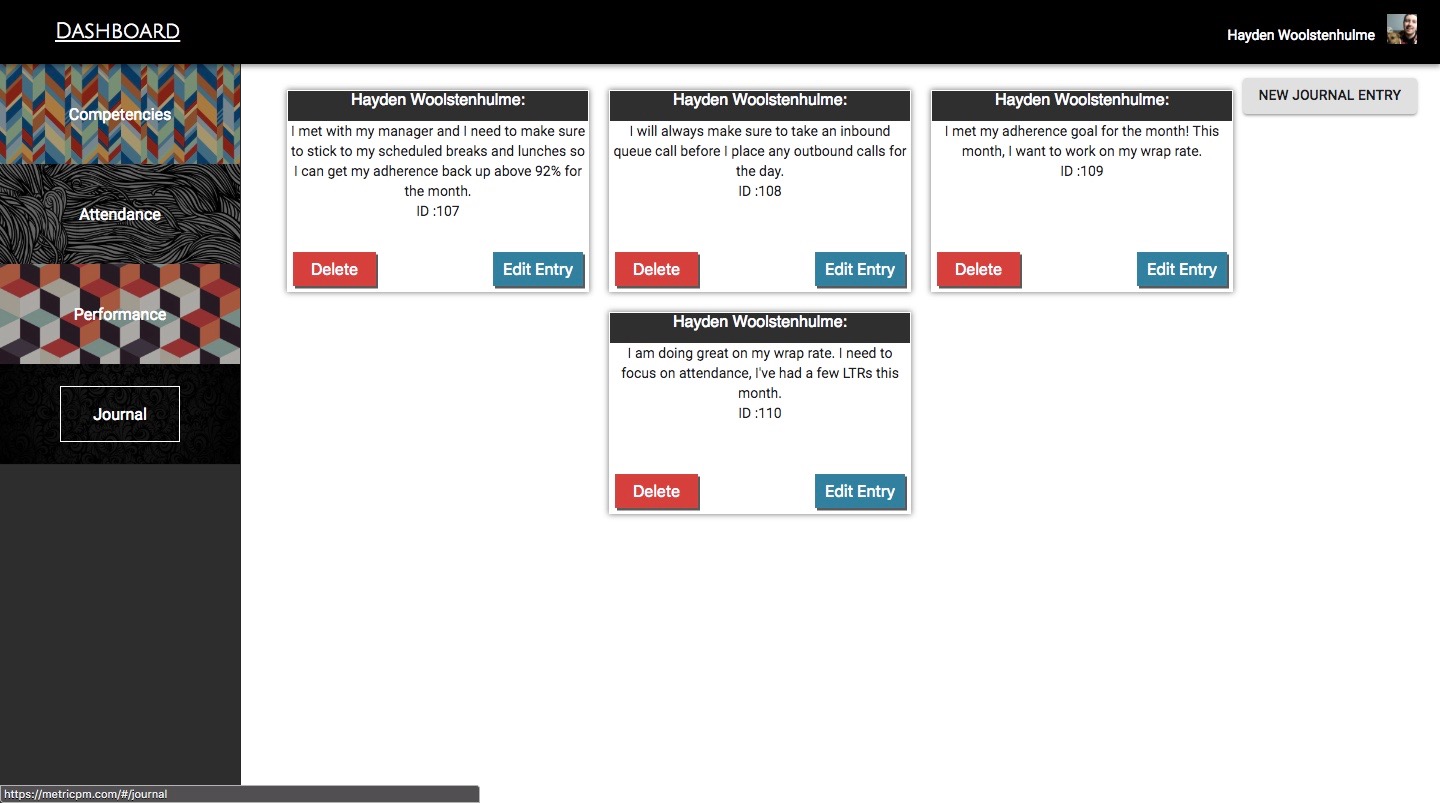 Dashboard
Hayden Woolstenhulme
Competencies
Attendance
Performance
Journal
Hayden Woolstenhulme:
I met with my manager and I need to make sure
to stick to my scheduled breaks and lunches so
I can get my adherence back up above 92% for
the month.
ID :107
Delete
Edit Entry
Hayden Woolstenhulme:
I will always make sure to take an inbound
queue call before I place any outbound calls for
the day.
ID :108
Delete
Edit Entry
Hayden Woolstenhulme:
I met my adherence goal for the month! This
month, I want to work on my wrap rate.
ID :109
Delete
Edit Entry
NEW JOURNAL ENTRY
Hayden Woolstenhulme:
I am doing great on my wrap rate. I need to
focus on attendance, I've had a few LTRs this
month.
ID :110
Delete
Edit Entry
https://metricpm.com/#/journal